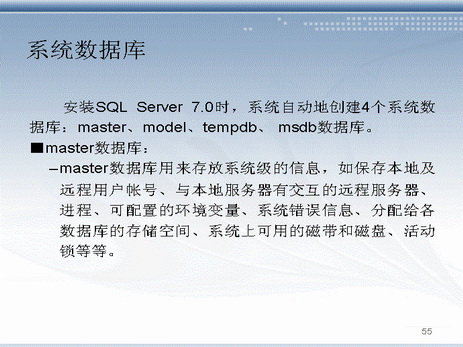 系统数据库
安装SQL Server 7.0时，系统自动地创建4个系统数
据库：master、model、tempdb、 msdb数据库。
■master数据库：
–master数据库用来存放系统级的信息，如保存本地及
远程用户帐号、与本地服务器有交互的远程服务器、
进程、可配置的环境变量、系统错误信息、分配给各
数据库的存储空间、系统上可用的磁带和磁盘、活动
锁等等。
55